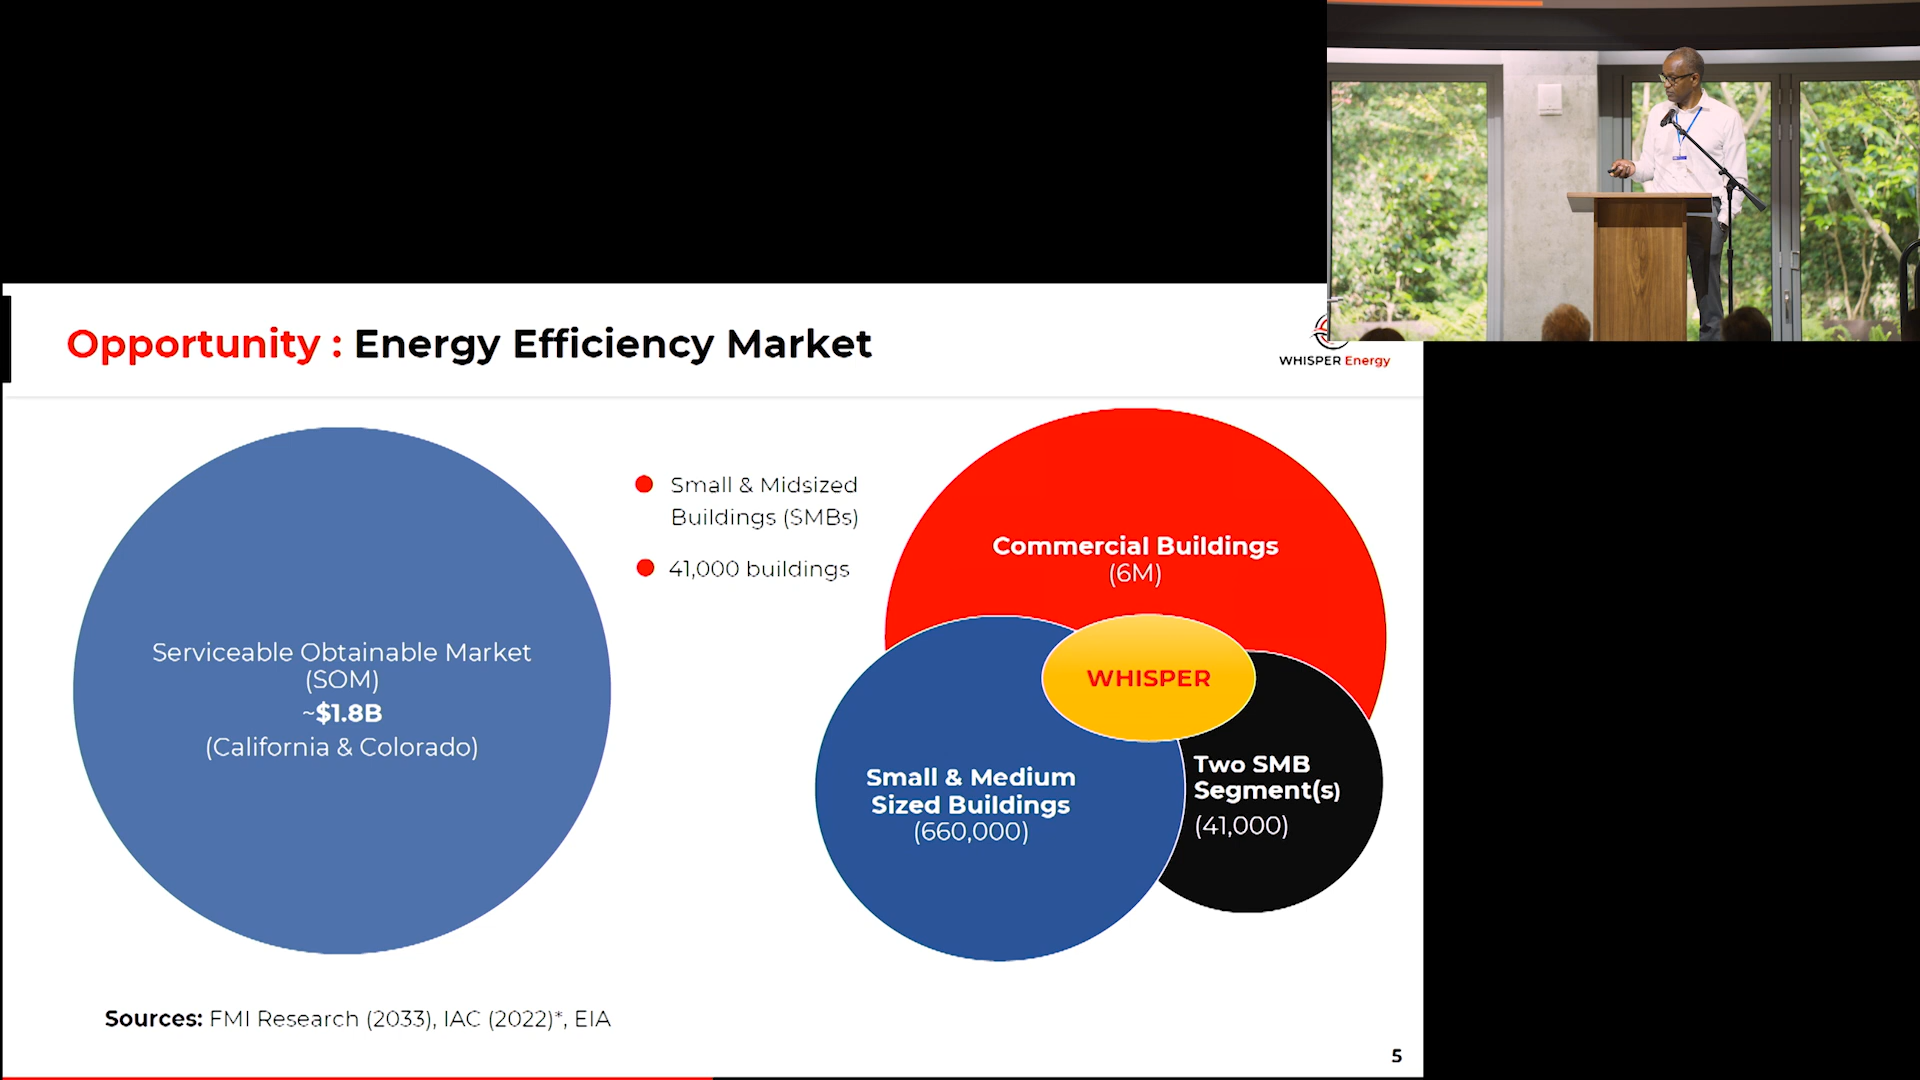 Opportunity : Energy Efficiency Market
WHISPER Energy
Serviceable Obtainable Market
(SOM)
~$1.8B
(California & Colorado)
Small & Midsized
Buildings (SMBs)
41,000 buildings
Commercial Buildings
(6M)
WHISPER
Small & Medium
Sized Buildings
(660,000)
Two SMB
Segment(s)
(41,000)
Sources: FMI Research (2033), IAC (2022)*, EIA
5